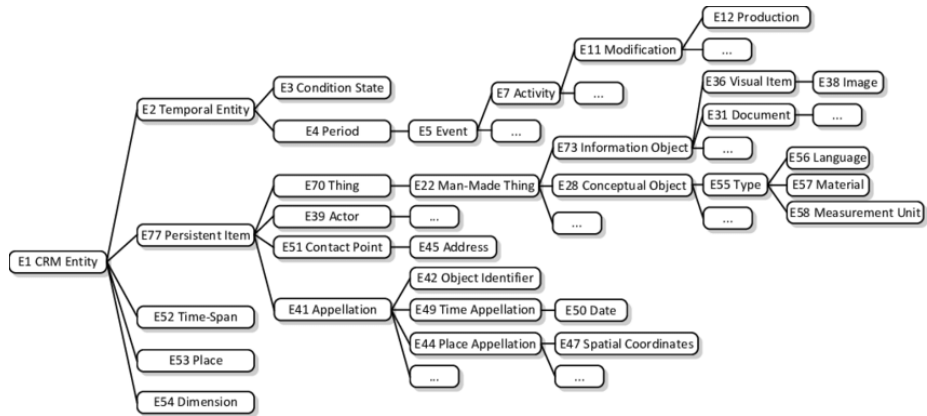 E1 CRM Entity
E2 Temporal Entity
E3 Condition State
E4 Period
E5 Event
E7 Activity
E11 Modification
E12 Production
...
...
...
E77 Persistent Item
E70 Thing
E22 Man-Made Thing
E73 Information Object
E36 Visual Item
E38 Image
E31 Document
...
...
E28 Conceptual Object
E55 Type
E56 Language
E57 Material
E58 Measurement Unit
...
...
E39 Actor
...
E51 Contact Point
E45 Address
E41 Appellation
E42 Object Identifier
E49 Time Appellation
E50 Date
E44 Place Appellation
E47 Spatial Coordinates
...
...
E52 Time-Span
E53 Place
E54 Dimension